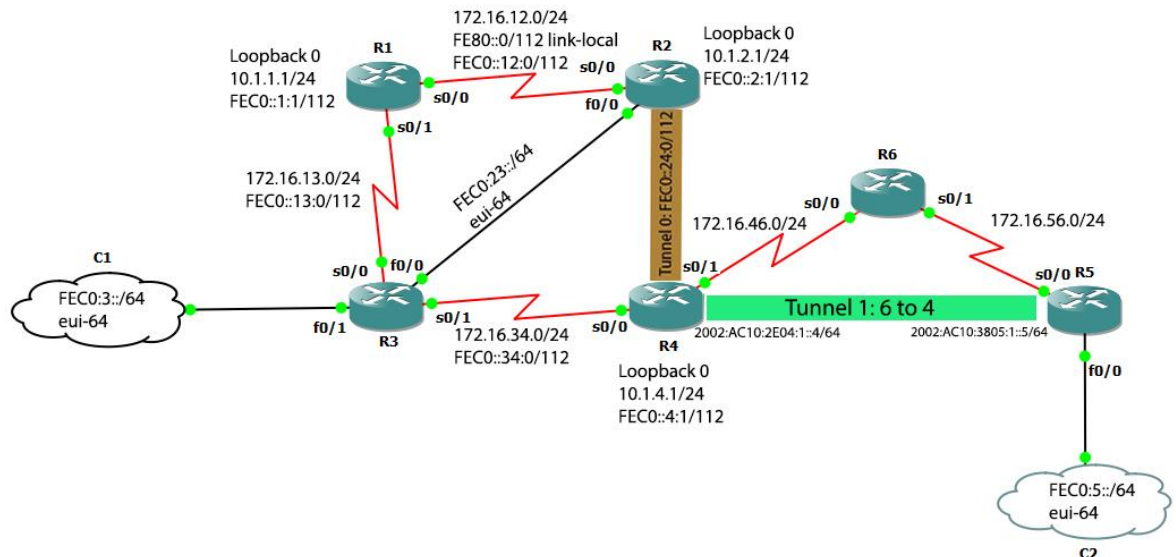 172.16.12.0/24
FE80::0/112 link-local
FEC0::12:0/112
R1
Loopback 0
10.1.1.1/24
FEC0::1:1/112
s0/0
s0/1
R2
s0/0
f0/0
Loopback 0
10.1.2.1/24
FEC0::2:1/112
172.16.13.0/24
FEC0::13:0/112
FEC0:23::/64
eui-64
Tunnel 0: FEC0::24:0/112
R6
s0/0
s0/1
172.16.46.0/24
172.16.56.0/24
C1
FEC0:3::/64
eui-64
s0/0
f0/0
f0/1
s0/1
R3
172.16.34.0/24
FEC0::34:0/112
s0/1
s0/0
R4
Loopback 0
10.1.4.1/24
FEC0::4:1/112
Tunnel 1: 6 to 4
2002:AC10:2E04:1::4/64
2002:AC10:3805:1::5/64
s0/0
R5
f0/0
FEC0:5::/64
eui-64
C2